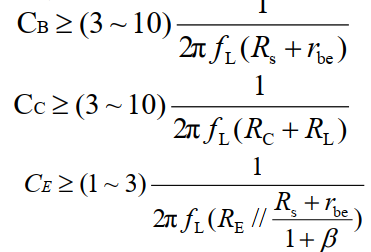 C_B ≥ (3 ~ 10) 1 / (2π f_L (R_s + r_be))
C_C ≥ (3 ~ 10) 1 / (2π f_L (R_C + R_L))
C_E ≥ (1 ~ 3) 1 / (2π f_L (R_E // (R_s + r_be) / (1 + β)))